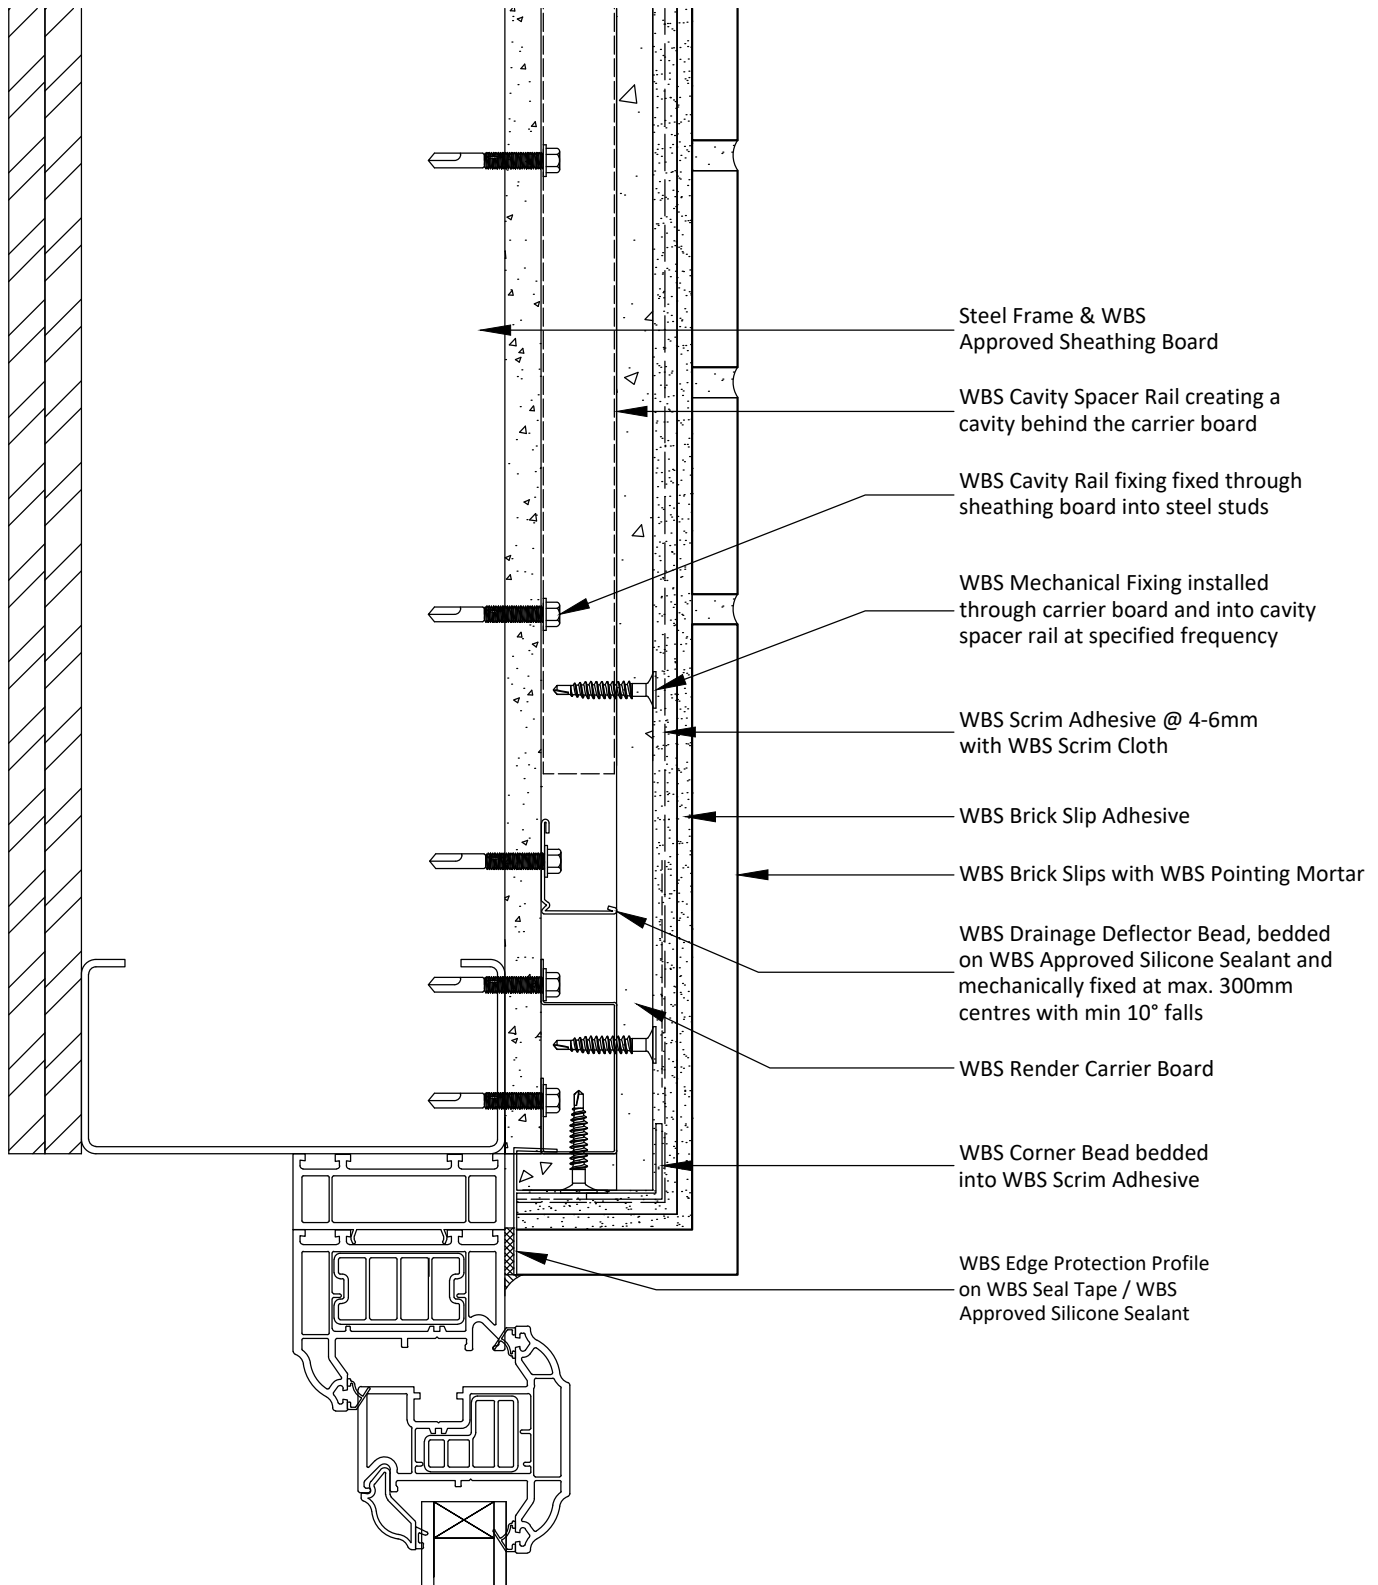 Steel Frame & WBS
Approved Sheathing Board
WBS Cavity Spacer Rail creating a
cavity behind the carrier board
WBS Cavity Rail fixing fixed through
sheathing board into steel studs
WBS Mechanical Fixing installed
through carrier board and into cavity
spacer rail at specified frequency
WBS Scrim Adhesive @ 4-6mm
with WBS Scrim Cloth
WBS Brick Slip Adhesive
WBS Brick Slips with WBS Pointing Mortar
WBS Drainage Deflector Bead, bedded
on WBS Approved Silicone Sealant and
mechanically fixed at max. 300mm
centres with min 10° falls
WBS Render Carrier Board
WBS Corner Bead bedded
into WBS Scrim Adhesive
WBS Edge Protection Profile
on WBS Seal Tape / WBS
Approved Silicone Sealant